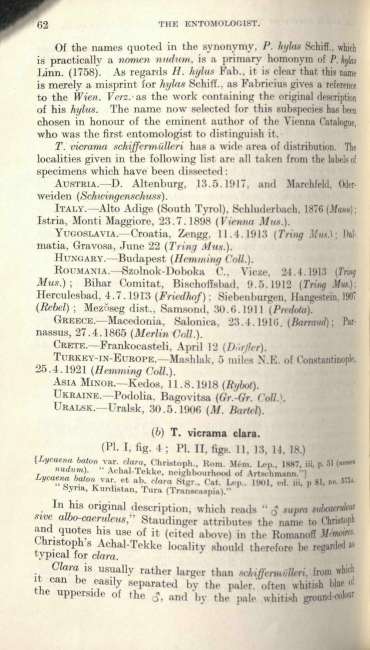 62 THE ENTOMOLOGIST.
Of the names quoted in the synonymy, P. hylas Schiff., which
is practically a nomen nudum, is a primary homonym of P. hylas
Linn. (1758). As regards H. hylus Fab., it is clear that this name
is merely a misprint for hylas Schiff., as Fabricius gives a reference
to the Wien. Verz. as the work containing the original description
of his hylus. The name now selected for this subspecies has been
chosen in honour of the eminent author of the Vienna Catalogue,
who was the first entomologist to distinguish it.
T. vicrama schiffermülleri has a wide area of distribution. The
localities given in the following list are all taken from the labels of
specimens which have been dissected:
AUSTRIA.—D. Altenburg, 13.5.1917, and Marchfeld, Oder-
weiden (Schwingenschuss).
ITALY.—Alto Adige (South Tyrol), Schluderbach, 1876 (Mann);
Istria, Monti Maggiore, 23.7.1898 (Vienna Mus.).
YUGOSLAVIA.—Croatia, Zengg, 11.4.1913 (Tring Mus.); Dal-
matia, Gravosa, June 22 (Tring Mus.).
HUNGARY.—Budapest (Hemming Coll.).
ROUMANIA.—Szolnok-Doboka C., Vicze, 24.4.1913 (Tring
Mus.); Bihar Comitat, Bischoffsbad, 9.5.1912 (Tring Mus.);
Herculesbad, 4.7.1913 (Friedhof); Siebenburgen, Hangestein, 1907
(Rebel); Mezöseg dist., Samsond, 30.6.1911 (Predota).
GREECE.—Macedonia, Salonica, 23.4.1916, (Barraud); Par-
nassus, 27.4.1865 (Merlin Coll.).
CRETE.—Frankocasteli, April 12 (Dörfler).
TURKEY-IN-EUROPE.—Mashlak, 5 miles N.E. of Constantinople,
25.4.1921 (Hemming Coll.).
ASIA MINOR.—Kedos, 11.8.1918 (Rybot).
UKRAINE.—Podolia, Bagovitsa (Gr.-Gr. Coll.).
URALSK.—Uralsk, 30.5.1906 (M. Bartel).
(b) T. vicrama clara.
(Pl. I, fig. 4; Pl. II, figs. 11, 13, 14, 18.)
[Lycaena baton var. clara, Christoph., Rom. Mém. Lep., 1887, iii, p. 51 (nomen
nudum). "Achal-Tekke, neighbourhood of Artschmann."]
Lycaena baton var. et ab. clara Stgr., Cat. Lep., 1901, ed. iii, p 81, no. 573a.
"Syria, Kurdistan, Tura (Transcaspia)."
In his original description, which reads "♂ supra subcaeruleus
sive albo-caeruleus," Staudinger attributes the name to Christoph
and quotes his use of it (cited above) in the Romanoff Mémoires.
Christoph's Achal-Tekke locality should therefore be regarded as
typical for clara.
Clara is usually rather larger than schiffermülleri, from which
it can be easily separated by the paler, often whitish blue of
the upperside of the ♂, and by the pale whitish ground-colour